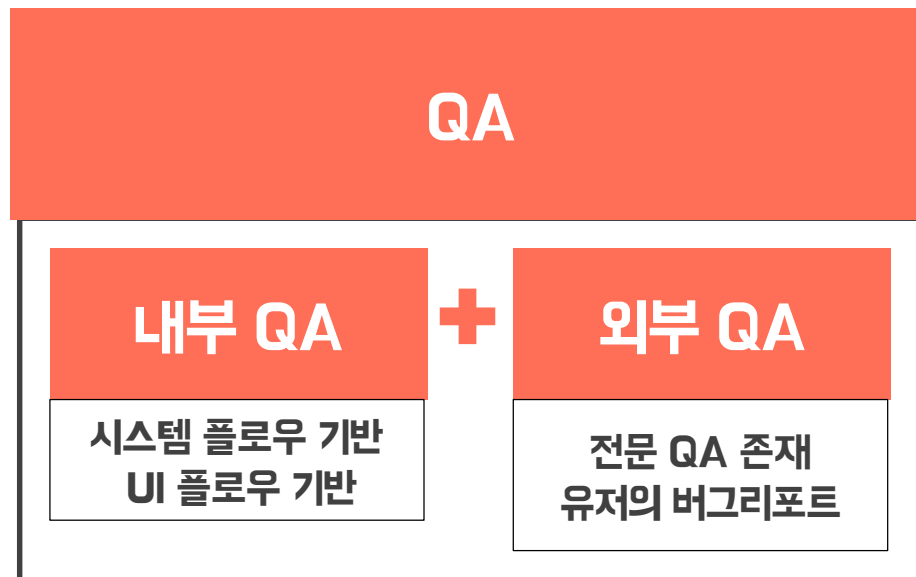 QA
내부 QA
외부 QA
시스템 플로우 기반
UI 플로우 기반
전문 QA 존재
유저의 버그리포트